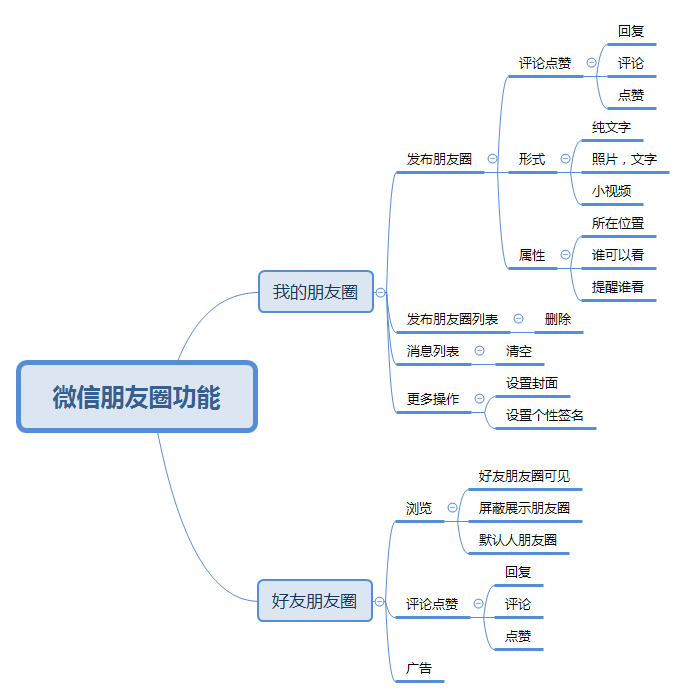 微信朋友圈功能
我的朋友圈
发布朋友圈
评论点赞
回复
评论
点赞
形式
纯文字
照片，文字
小视频
属性
所在位置
谁可以看
提醒谁看
发布朋友圈列表
删除
消息列表
清空
更多操作
设置封面
设置个性签名
好友朋友圈
浏览
好友朋友圈可见
屏蔽展示朋友圈
默认人朋友圈
评论点赞
回复
评论
点赞
广告